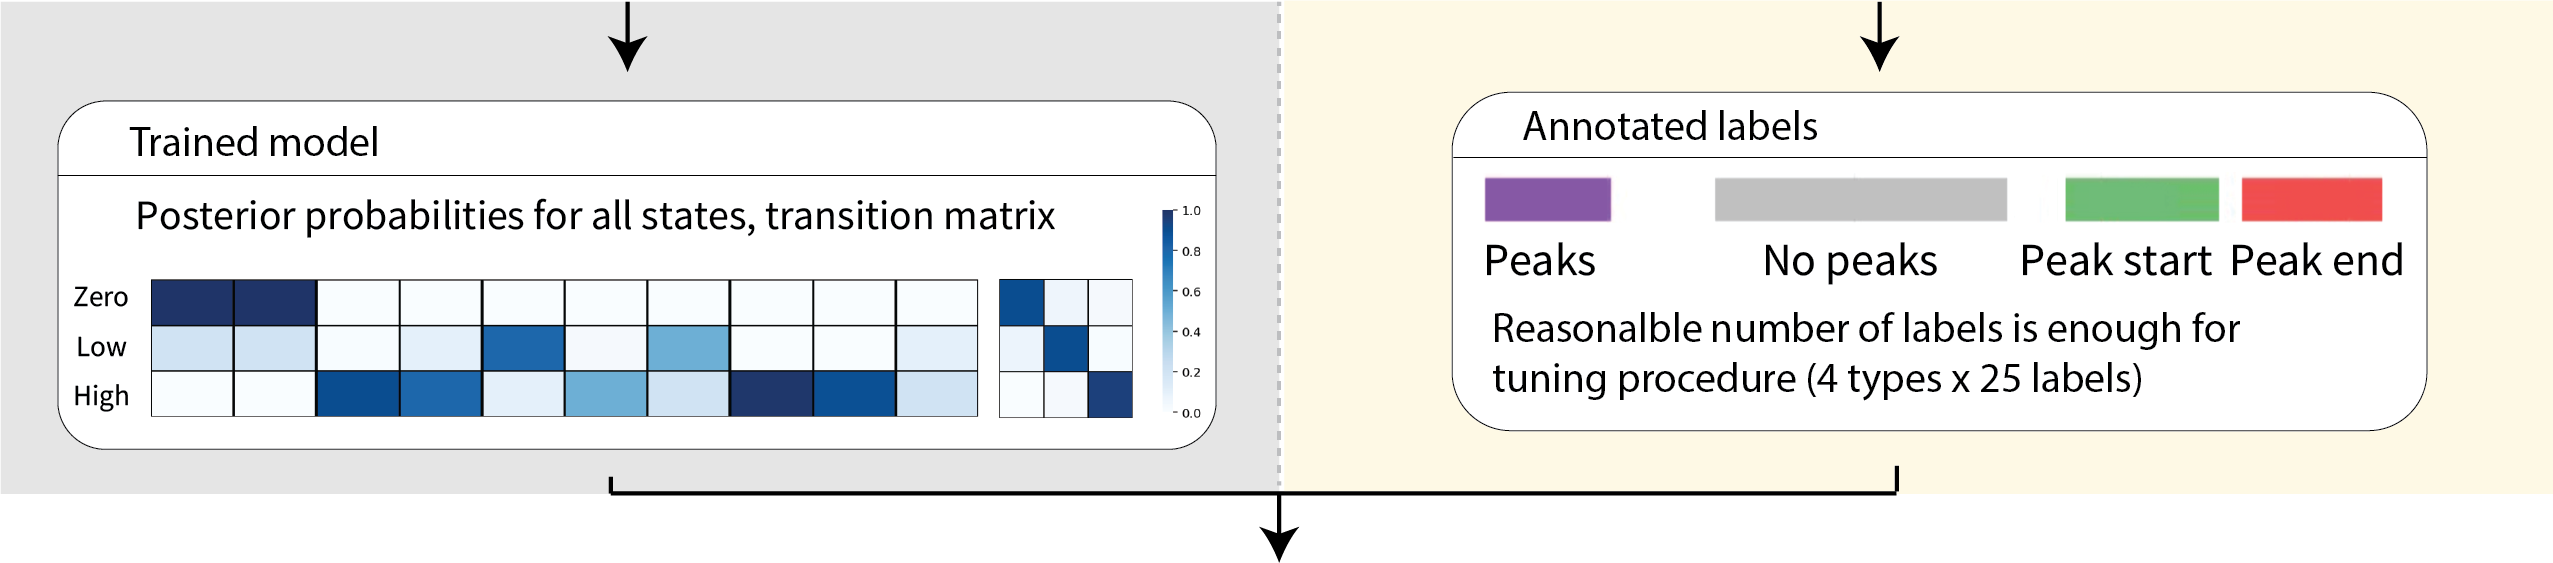 Trained model
Posterior probabilities for all states, transition matrix
Zero
Low
High
1.0
0.8
0.6
0.4
0.2
0.0
Annotated labels
Peaks
No peaks
Peak start
Peak end
Reasonalble number of labels is enough for
tuning procedure (4 types x 25 labels)